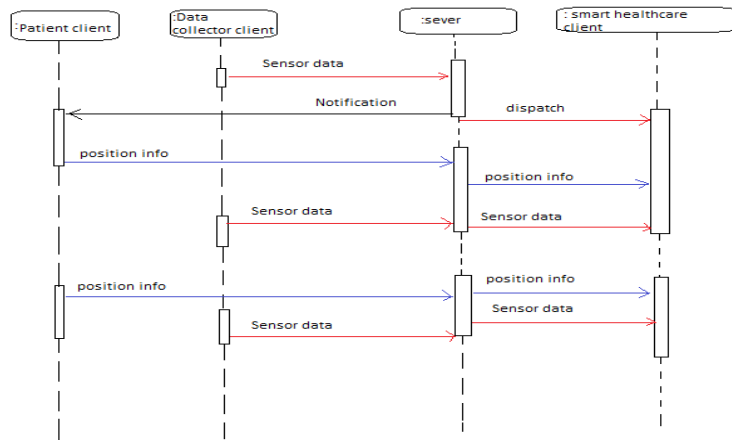 :Patient client
:Data
collector client
:sever
: smart healthcare
client
Sensor data
Notification
dispatch
position info
position info
Sensor data
Sensor data
position info
position info
Sensor data
Sensor data